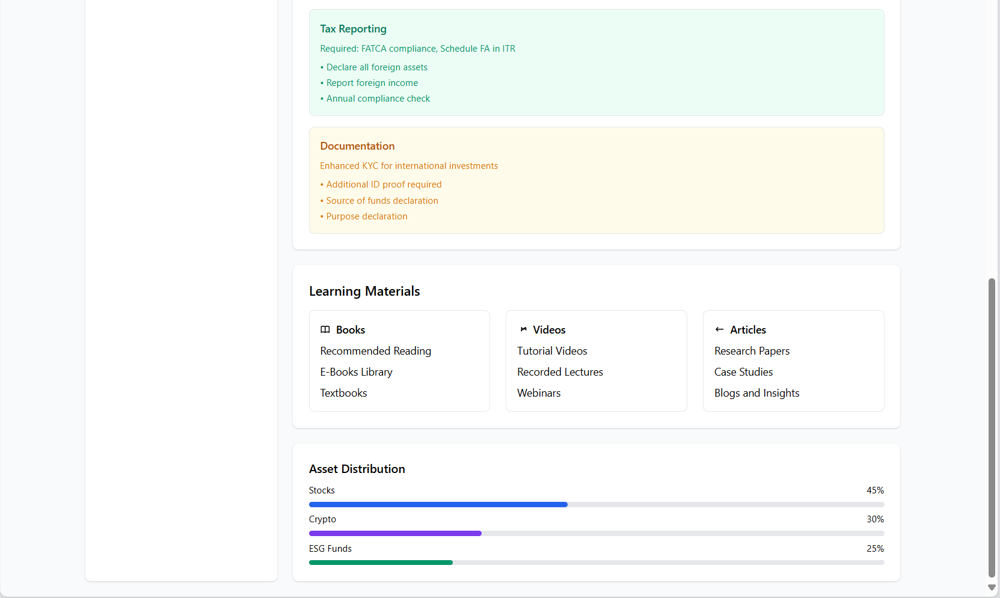 Tax Reporting
Required: FATCA compliance, Schedule FA in ITR
• Declare all foreign assets
• Report foreign income
• Annual compliance check
Documentation
Enhanced KYC for international investments
• Additional ID proof required
• Source of funds declaration
• Purpose declaration
Learning Materials
Books
Recommended Reading
E-Books Library
Textbooks
Videos
Tutorial Videos
Recorded Lectures
Webinars
Articles
Research Papers
Case Studies
Blogs and Insights
Asset Distribution
Stocks 45%
Crypto 30%
ESG Funds 25%